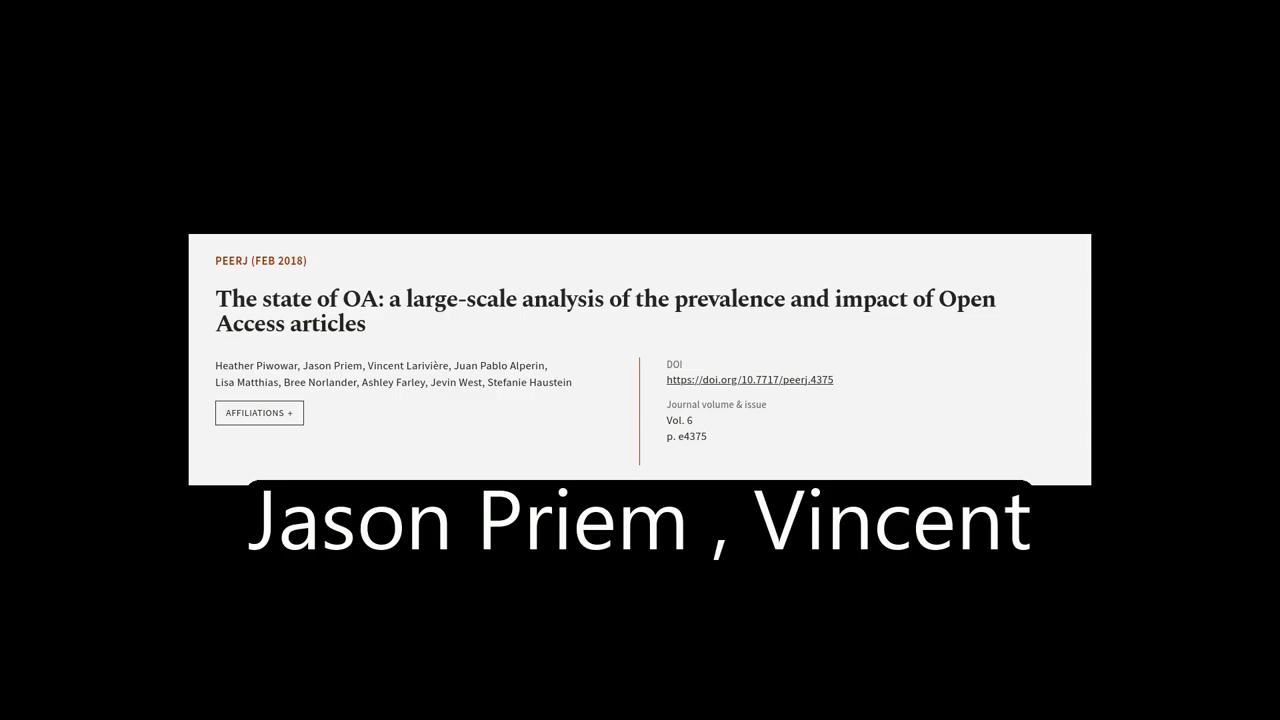 PEERJ (FEB 2018)
The state of OA: a large-scale analysis of the prevalence and impact of Open
Access articles
Heather Piwowar, Jason Priem, Vincent Larivière, Juan Pablo Alperin,
Lisa Matthias, Bree Norlander, Ashley Farley, Jevin West, Stefanie Haustein
AFFILIATIONS +
DOI
https://doi.org/10.7717/peerj.4375
Journal volume & issue
Vol. 6
p. e4375
Jason Priem , Vincent